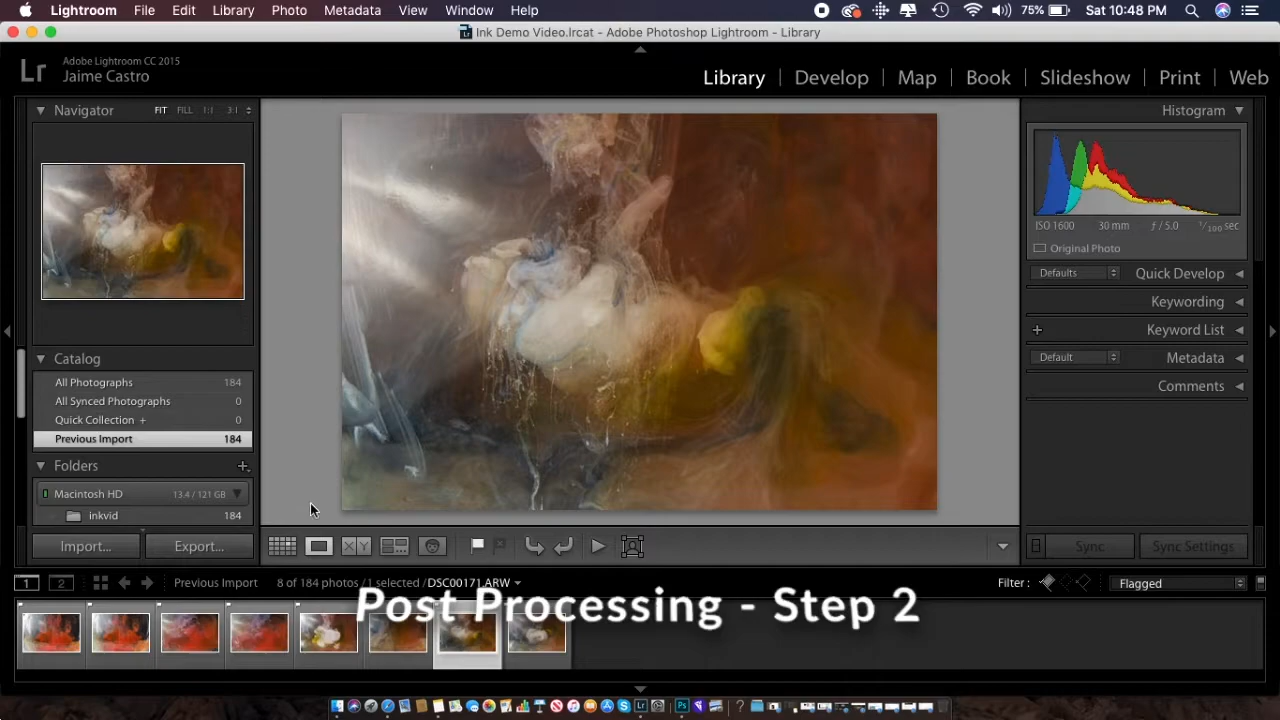 Lightroom File Edit Library Photo Metadata View Window Help 75% Sat 10:48 PM
Ink Demo Video.lrcat - Adobe Photoshop Lightroom - Library
Lr Adobe Lightroom CC 2015
Jaime Castro
Library | Develop | Map | Book | Slideshow | Print | Web
Navigator FIT FILL 1:1 3:1
Histogram
ISO 1600 30 mm ƒ / 5.0 1/100 sec
Original Photo
Defaults Quick Develop
Keywording
+ Keyword List
Default Metadata
Comments
Catalog
All Photographs 184
All Synced Photographs 0
Quick Collection + 0
Previous Import 184
Folders +
Macintosh HD 13.4 / 121 GB
inkvid 184
Import... Export...
X Y
Sync Sync Settings
1 2 Previous Import 8 of 184 photos / 1 selected / DSC00171.ARW Filter: Flagged
Post Processing - Step 2